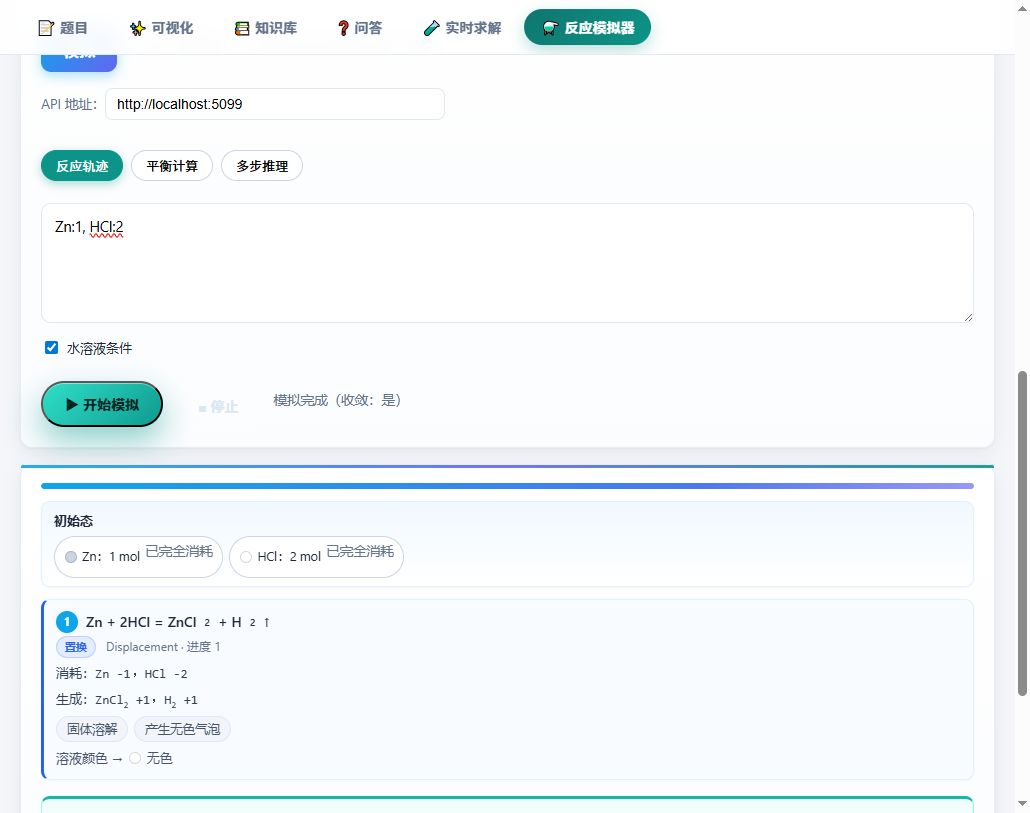 题目 可视化 知识库 问答 实时求解 反应模拟器
模拟
API 地址: http://localhost:5099
反应轨迹 平衡计算 多步推理
Zn:1, HCl:2
水溶液条件
▶ 开始模拟 ■ 停止 模拟完成（收敛：是）
初始态
Zn：1 mol 已完全消耗 HCl：2 mol 已完全消耗
1 Zn + 2HCl = ZnCl 2 + H 2 ↑
置换 Displacement · 进度 1
消耗：Zn -1，HCl -2
生成：ZnCl₂ +1，H₂ +1
固体溶解 产生无色气泡
溶液颜色 → 无色